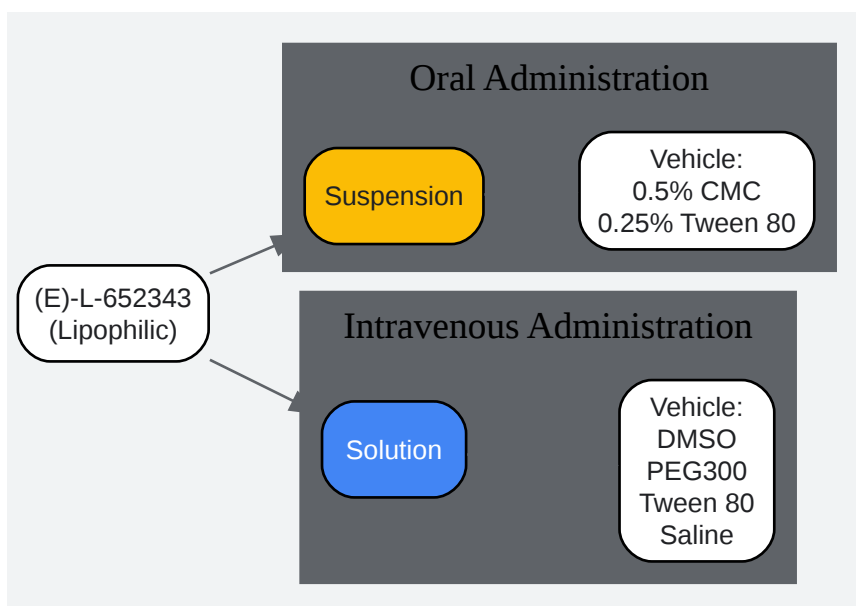 Oral Administration
Suspension
Vehicle:
0.5% CMC
0.25% Tween 80
(E)-L-652343
(Lipophilic)
Intravenous Administration
Solution
Vehicle:
DMSO
PEG300
Tween 80
Saline